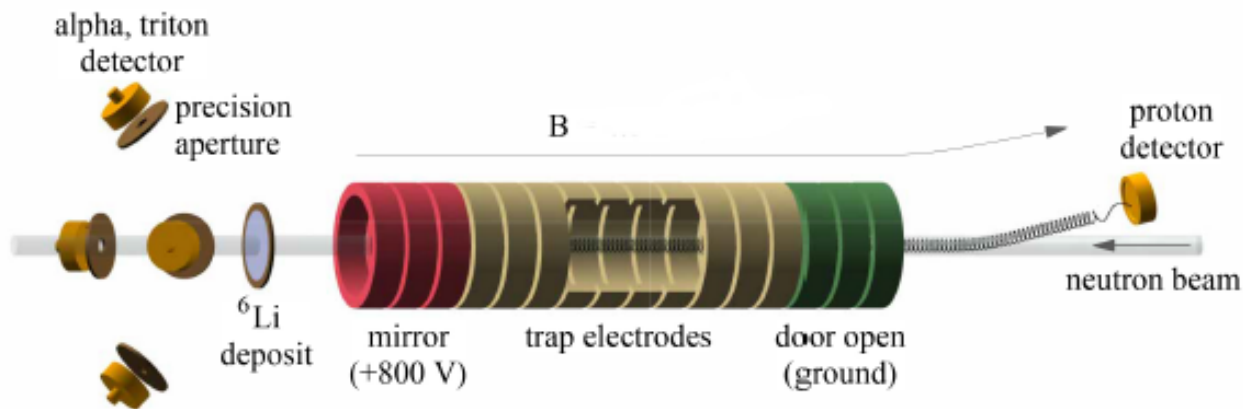 alpha, triton
detector
precision
aperture
B
proton
detector
neutron beam
⁶Li
deposit
mirror
(+800 V)
trap electrodes
door open
(ground)